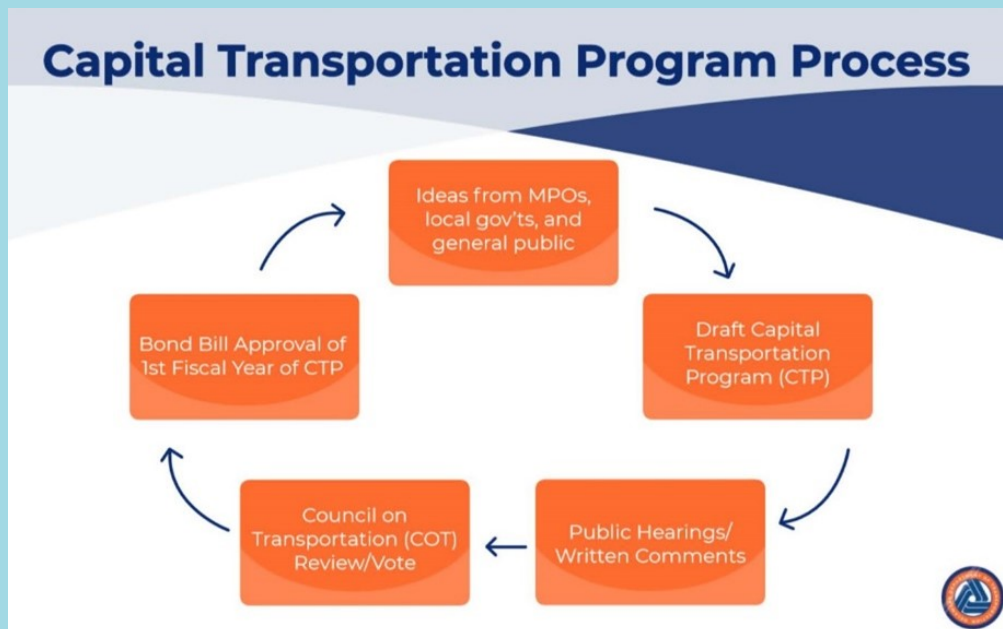 Capital Transportation Program Process
Ideas from MPOs,
local gov'ts, and
general public
Draft Capital
Transportation
Program (CTP)
Public Hearings/
Written Comments
Council on
Transportation (COT)
Review/Vote
Bond Bill Approval of
1st Fiscal Year of CTP